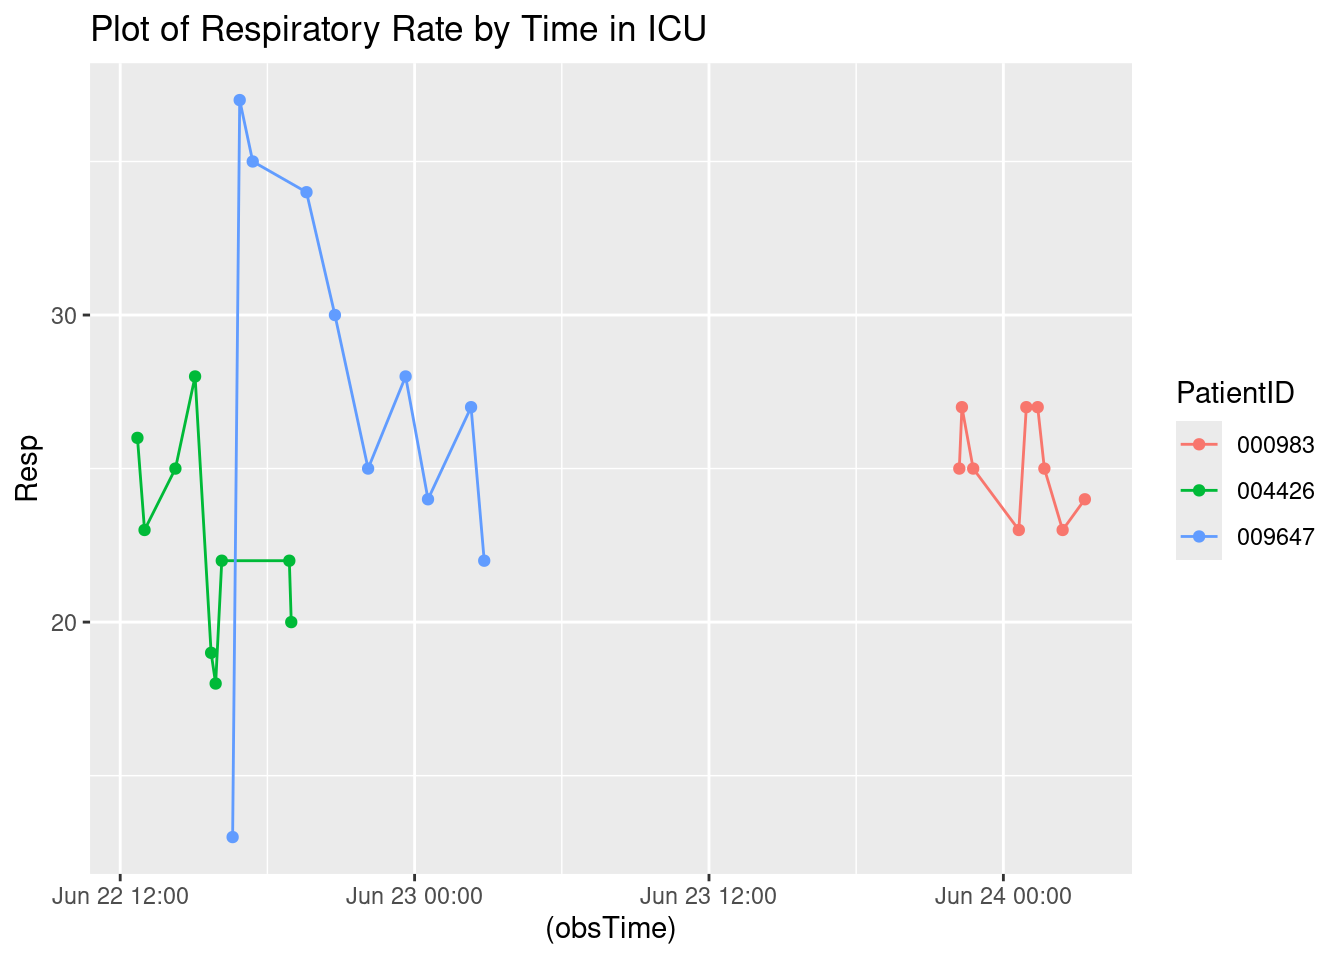 Plot of Respiratory Rate by Time in ICU
Resp
30
20
Jun 22 12:00
Jun 23 00:00
Jun 23 12:00
Jun 24 00:00
(obsTime)
PatientID
000983
004426
009647